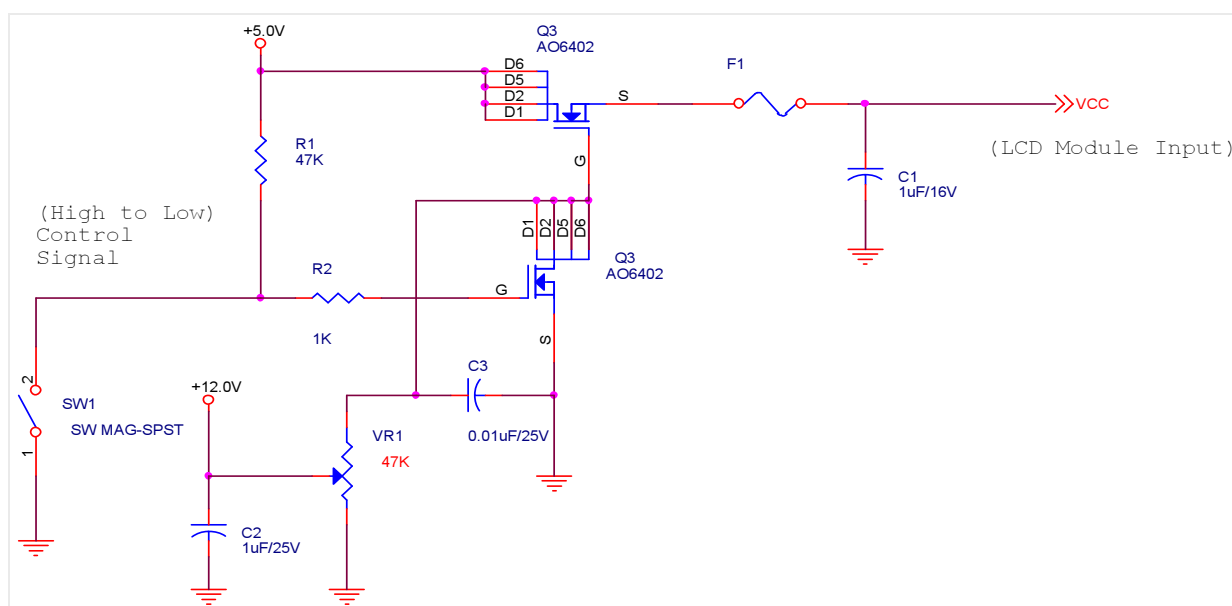 +5.0V
Q3
AO6402
D6
D5
D2
D1
S
G
F1
VCC
(LCD Module Input)
R1
47K
C1
1uF/16V
(High to Low)
Control
Signal
D1
D2
D5
D6
Q3
AO6402
R2
1K
G
S
C3
0.01uF/25V
+12.0V
2
SW1
SW MAG-SPST
1
VR1
47K
C2
1uF/25V